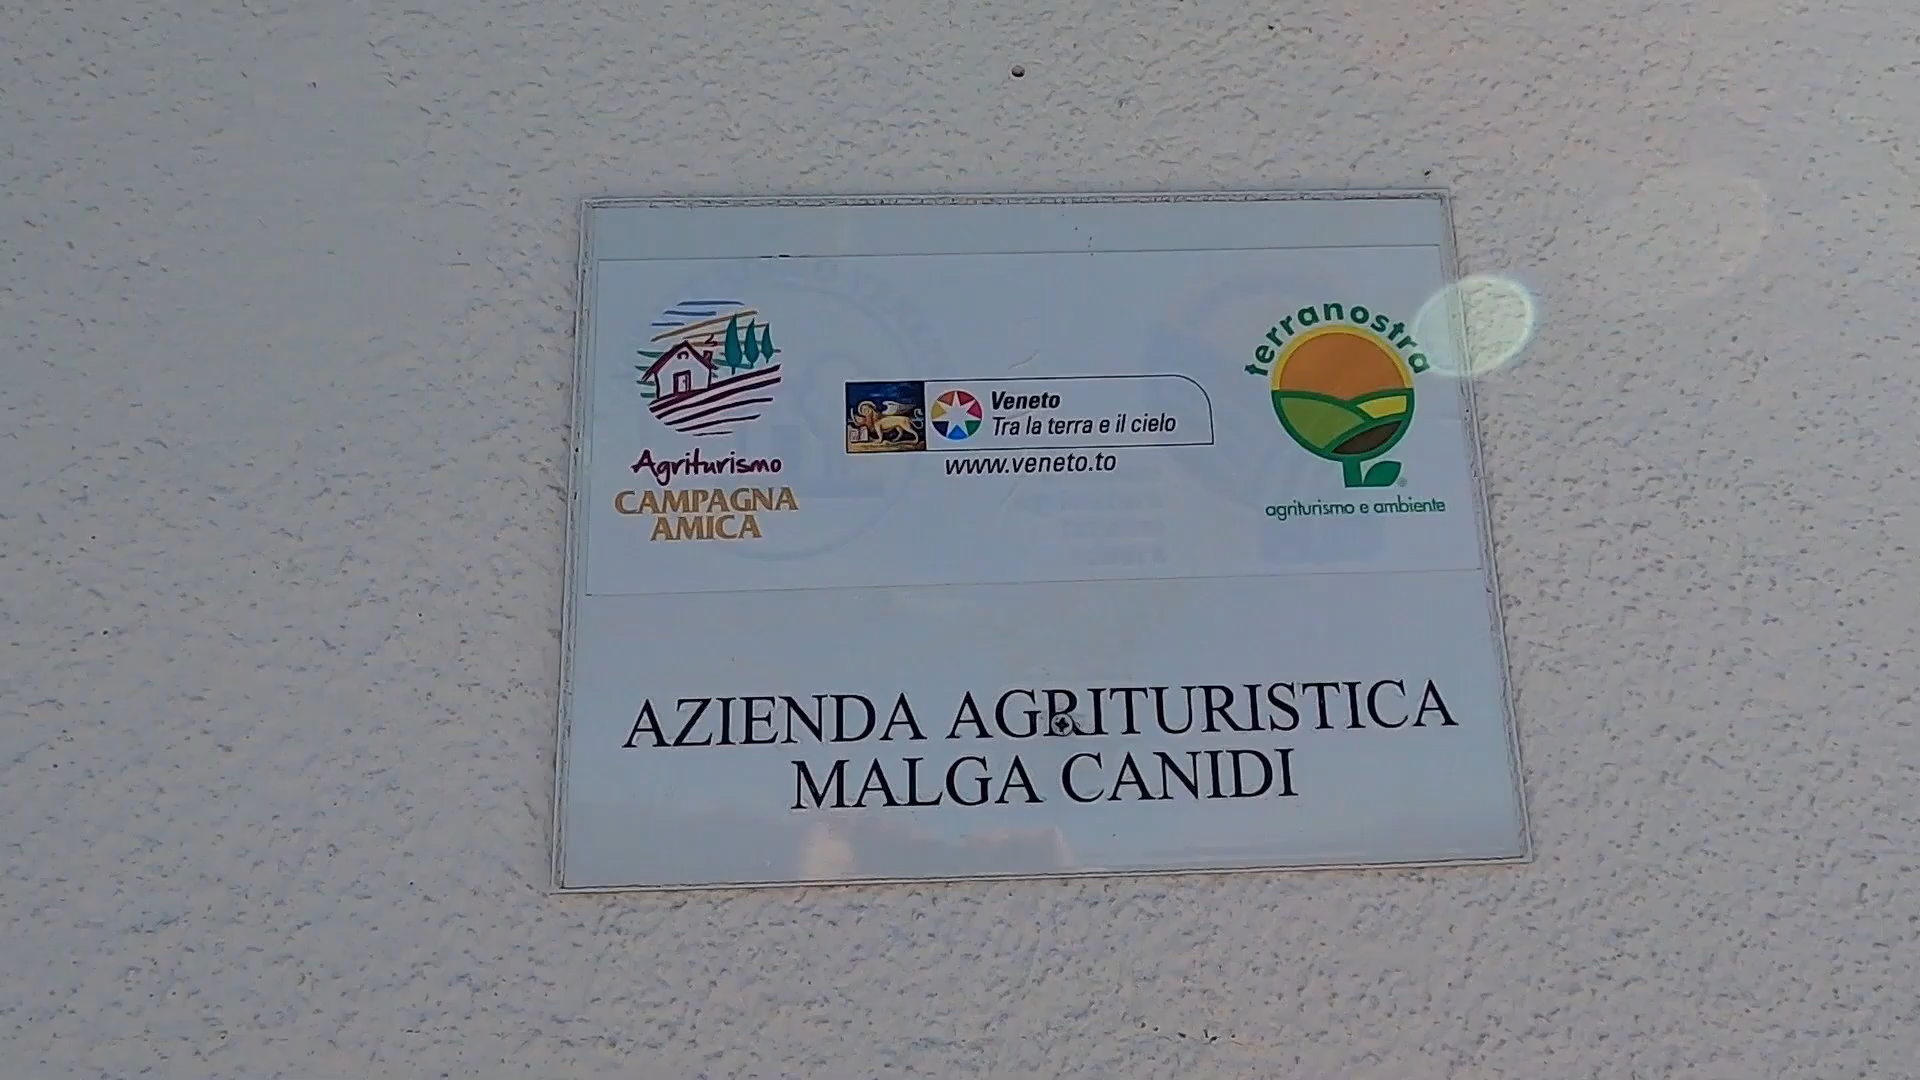 Agriturismo
CAMPAGNA
AMICA
Veneto
Tra la terra e il cielo
www.veneto.to
terranostra
agriturismo e ambiente
AZIENDA AGRITURISTICA
MALGA CANIDI